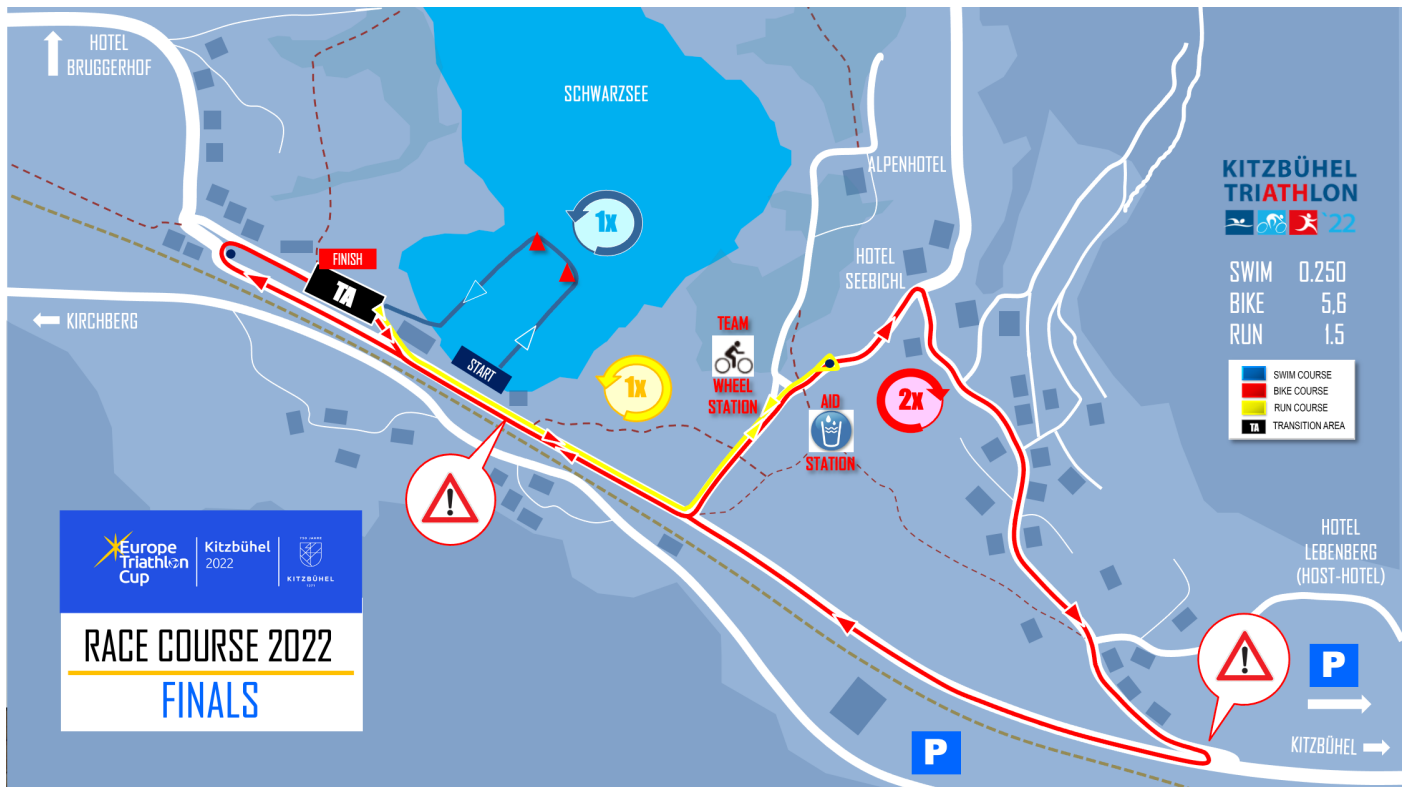 HOTEL
BRUGGERHOF
SCHWARZSEE
ALPENHOTEL
KITZBÜHEL
TRIATHLON
`22
1x
HOTEL
SEEBICHL
FINISH
TA
SWIM 0.250
BIKE 5,6
RUN 1.5
KIRCHBERG
START
TEAM
WHEEL
STATION
1x
2x
AID
STATION
SWIM COURSE
BIKE COURSE
RUN COURSE
TA TRANSITION AREA
Europe
Triathlon
Cup
Kitzbühel
2022
KITZBÜHEL
RACE COURSE 2022
FINALS
HOTEL
LEBENBERG
(HOST-HOTEL)
P
KITZBÜHEL
P